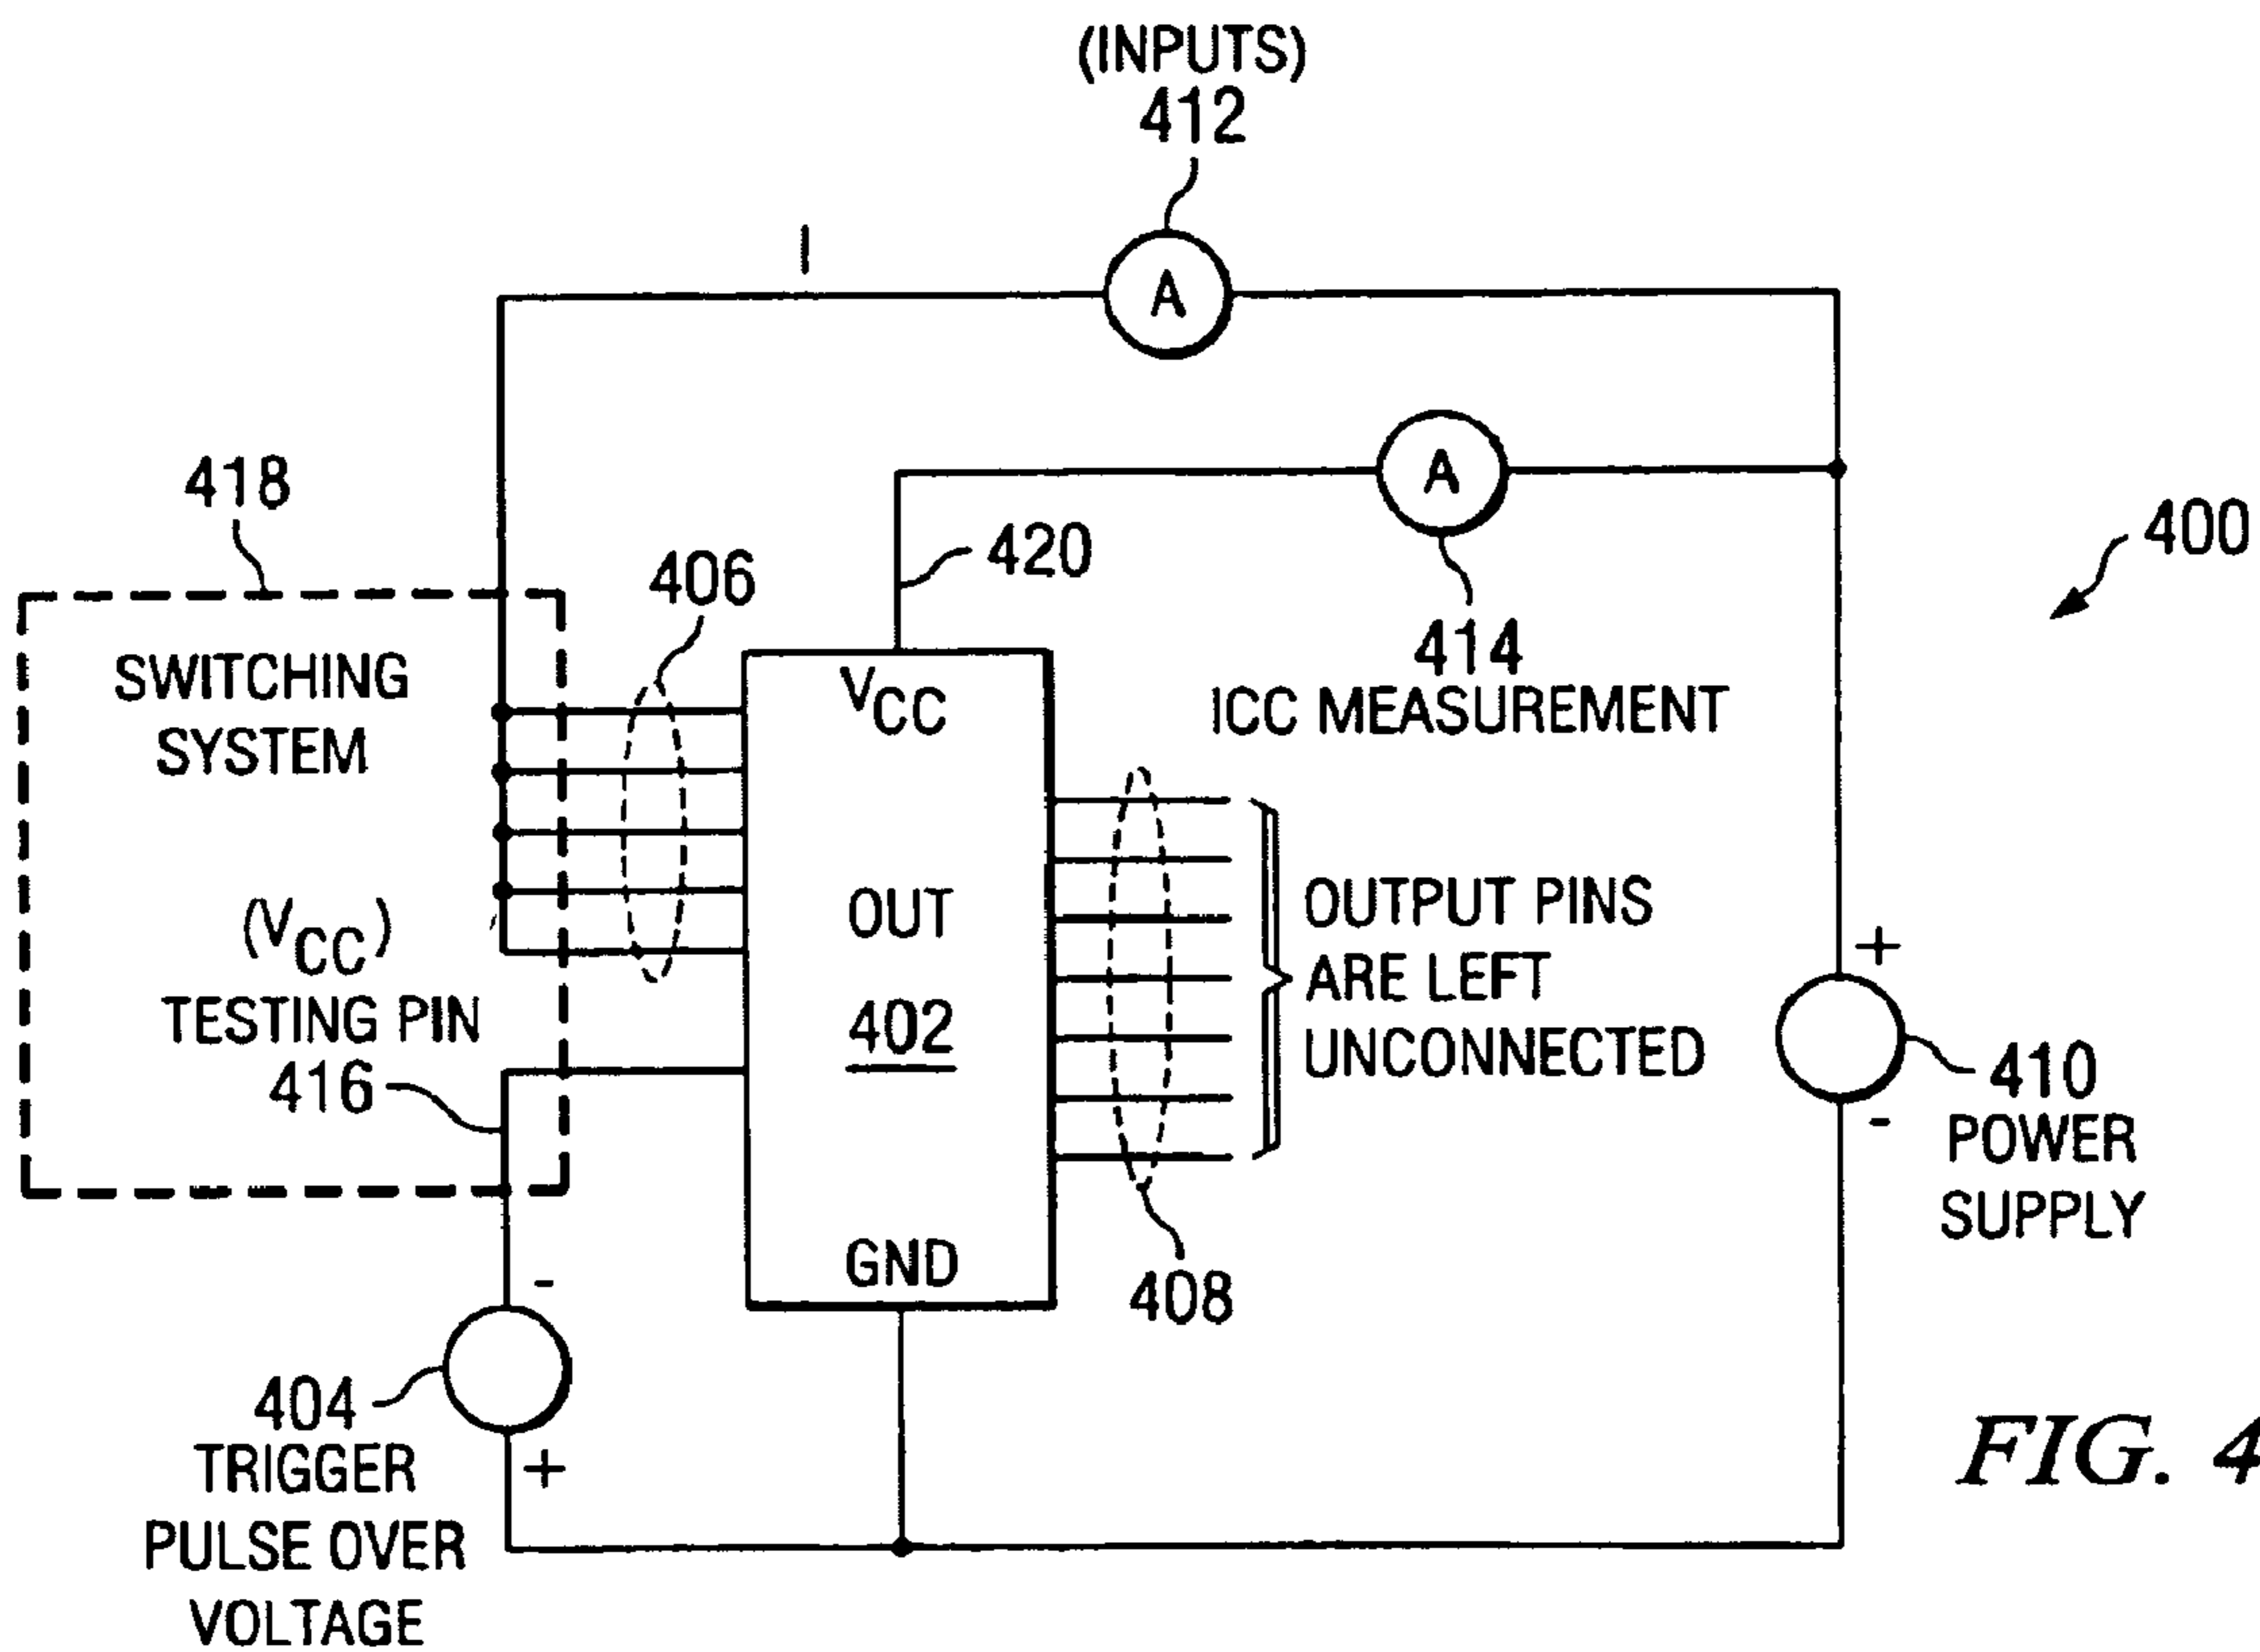 (INPUTS)
412
I
A
A
418
406
420
400
414
ICC MEASUREMENT
SWITCHING
SYSTEM
VCC
(VCC)
TESTING PIN
416
OUT
402
OUTPUT PINS
ARE LEFT
UNCONNECTED
+
-
410
POWER
SUPPLY
GND
408
-
404
+
TRIGGER
PULSE OVER
VOLTAGE
FIG. 4